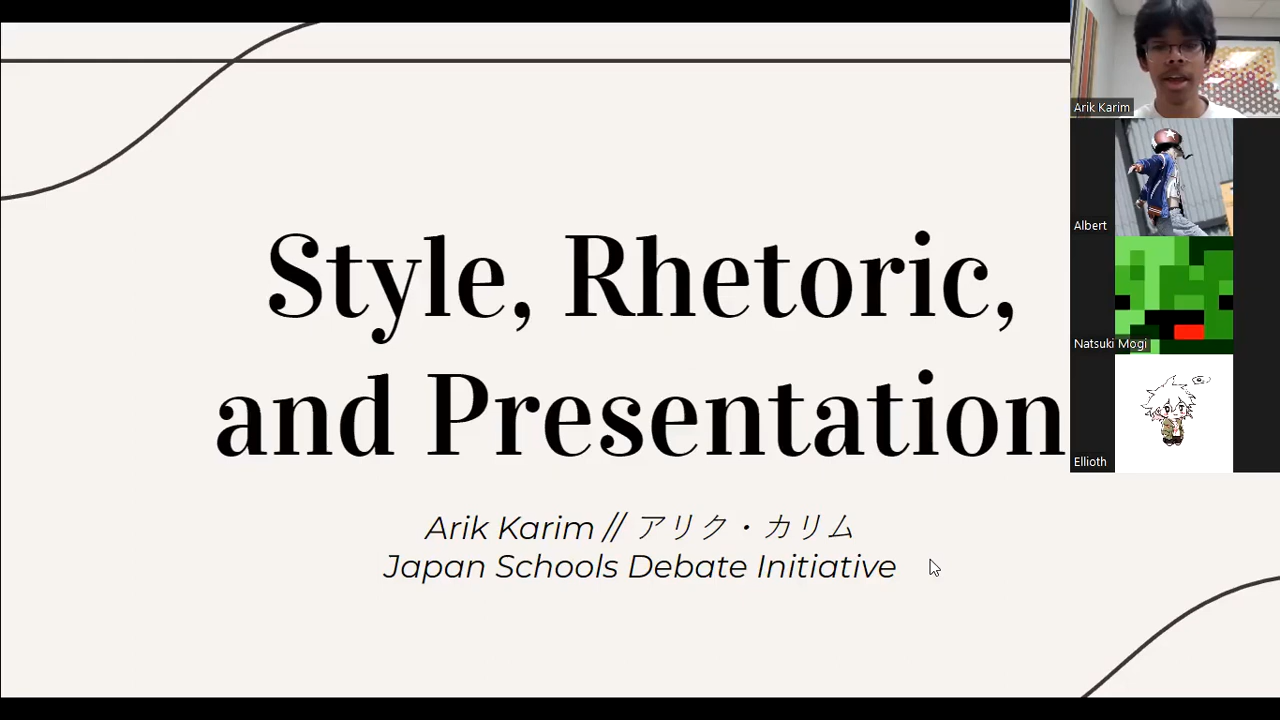 Style, Rhetoric,
and Presentation
Arik Karim // アリク・カリム
Japan Schools Debate Initiative
Arik Karim
Albert
Natsuki Mogi
Ellioth